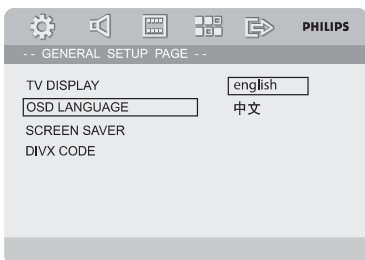 PHILIPS
-- GENERAL SETUP PAGE --
TV DISPLAY
OSD LANGUAGE
SCREEN SAVER
DIVX CODE
english
中文